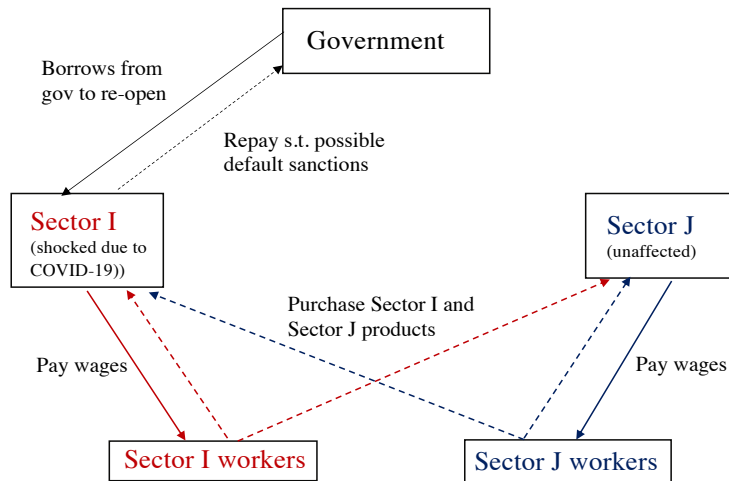 Government
Borrows from
gov to re-open
Repay s.t. possible
default sanctions
Sector I
(shocked due to
COVID-19))
Sector J
(unaffected)
Purchase Sector I and
Sector J products
Pay wages
Pay wages
Sector I workers
Sector J workers